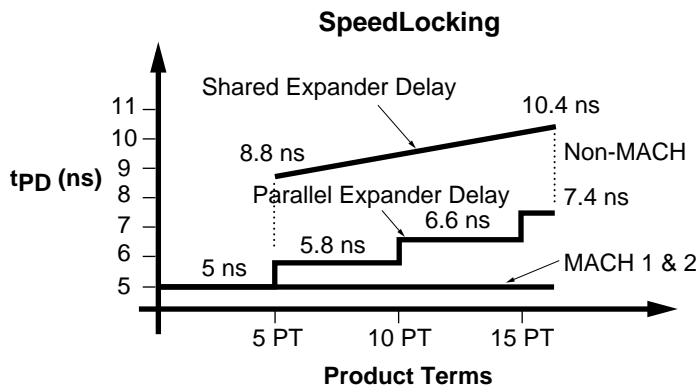 SpeedLocking
Shared Expander Delay
11
10
9
8
7
6
5
tPD (ns)
8.8 ns
10.4 ns
Non-MACH
Parallel Expander Delay
7.4 ns
6.6 ns
5.8 ns
5 ns
MACH 1 & 2
5 PT
10 PT
15 PT
Product Terms